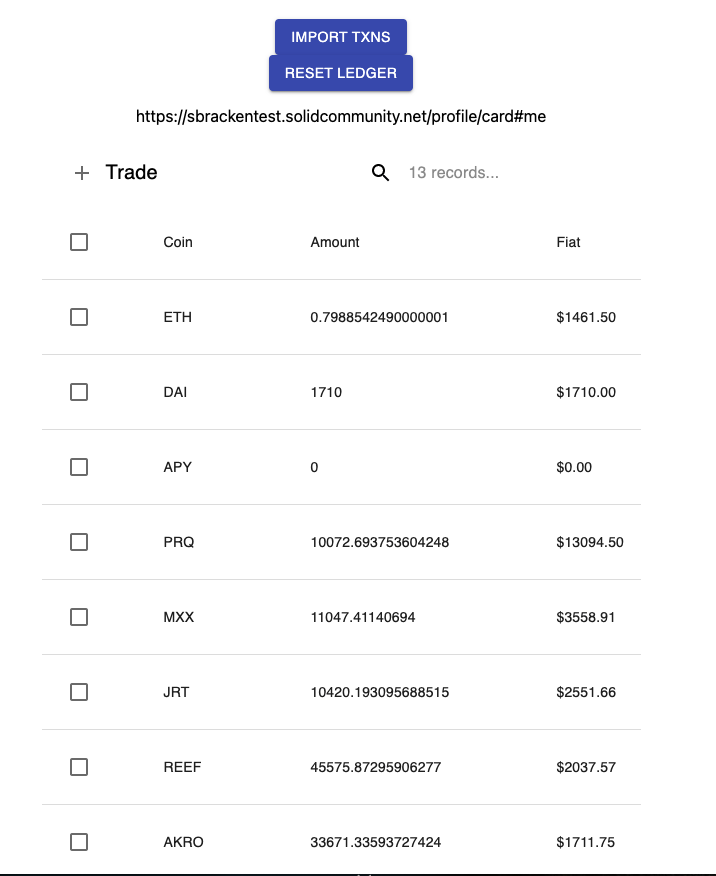 IMPORT TXNS
RESET LEDGER
https://sbrackentest.solidcommunity.net/profile/card#me
+ Trade 13 records...
Coin Amount Fiat
ETH 0.7988542490000001 $1461.50
DAI 1710 $1710.00
APY 0 $0.00
PRQ 10072.693753604248 $13094.50
MXX 11047.41140694 $3558.91
JRT 10420.193095688515 $2551.66
REEF 45575.87295906277 $2037.57
AKRO 33671.33593727424 $1711.75